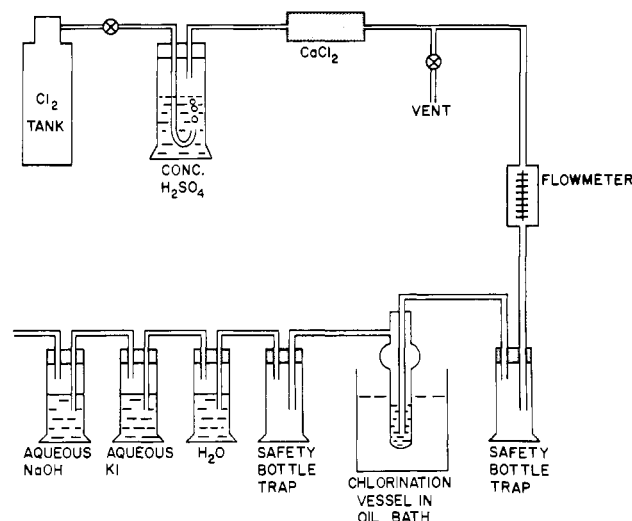 Cl2
TANK
CONC.
H2SO4
CaCl2
VENT
FLOWMETER
AQUEOUS
NaOH
AQUEOUS
KI
H2O
SAFETY
BOTTLE
TRAP
CHLORINATION
VESSEL IN
OIL BATH
SAFETY
BOTTLE
TRAP